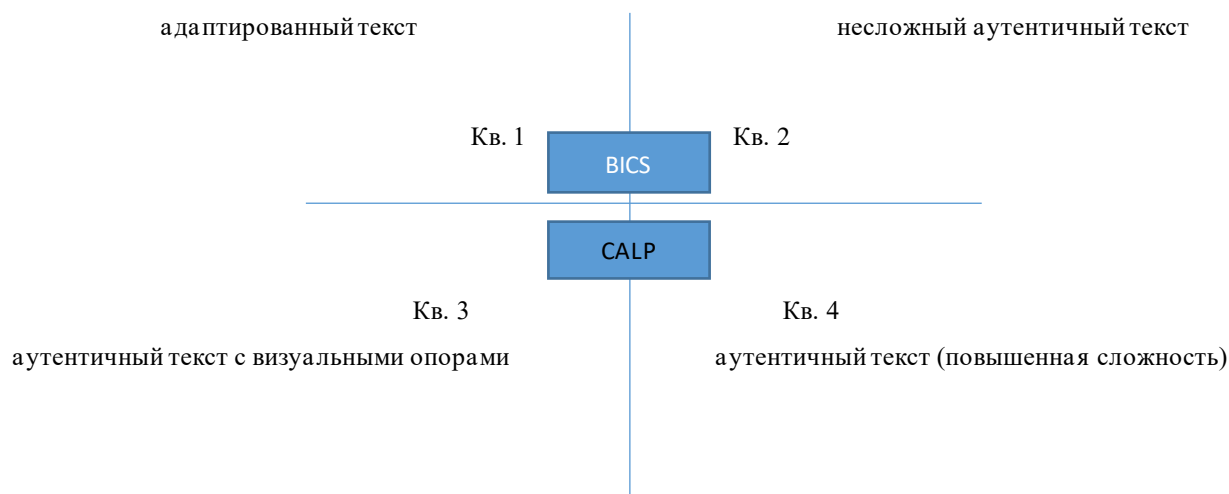 адаптированный текст
несложный аутентичный текст
Кв. 1
BICS
Кв. 2
CALP
Кв. 3
Кв. 4
аутентичный текст с визуальными опорами
аутентичный текст (повышенная сложность)